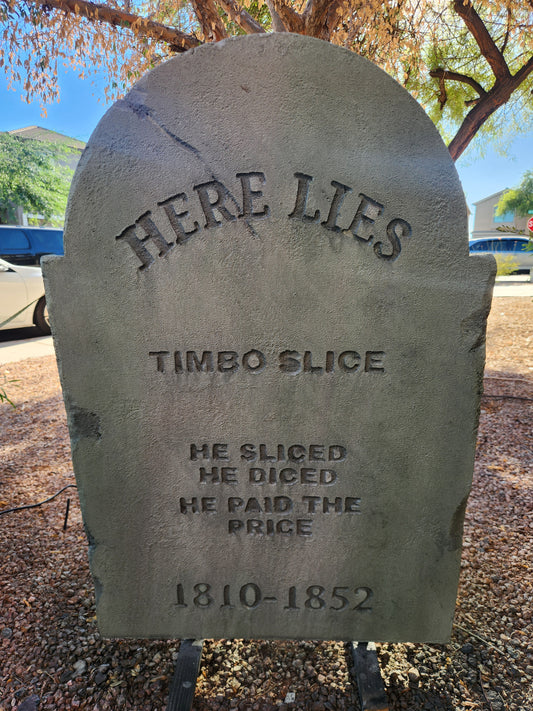 HERE LIES
TIMBO SLICE
HE SLICED
HE DICED
HE PAID THE
PRICE
1810-1852